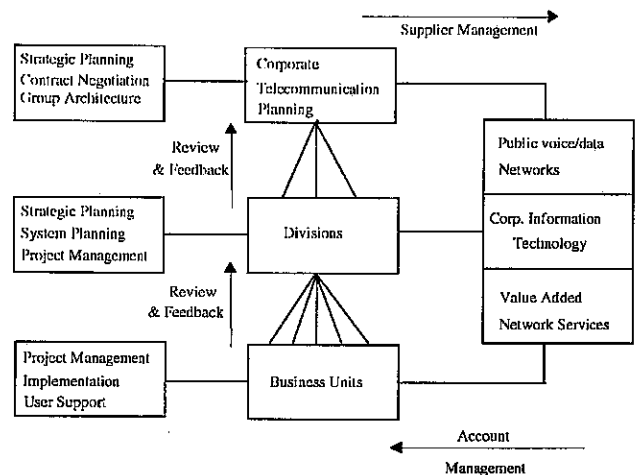 Supplier Management
Strategic Planning
Contract Negotiation
Group Architecture
Corporate
Telecommunication
Planning
Review
& Feedback
Public voice/data
Networks
Corp. Information
Technology
Value Added
Network Services
Strategic Planning
System Planning
Project Management
Divisions
Review
& Feedback
Project Management
Implementation
User Support
Business Units
Account
Management